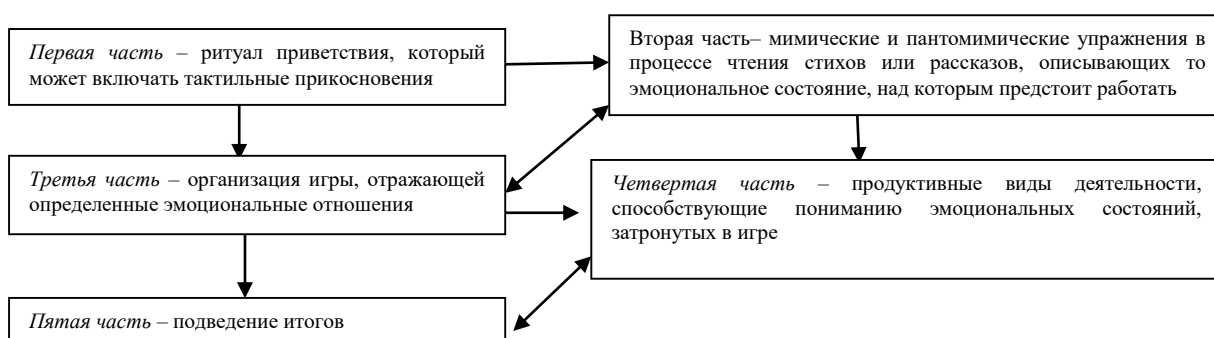 Первая часть – ритуал приветствия, который
может включать тактильные прикосновения
Вторая часть– мимические и пантомимические упражнения в
процессе чтения стихов или рассказов, описывающих то
эмоциональное состояние, над которым предстоит работать
Третья часть – организация игры, отражающей
определенные эмоциональные отношения
Четвертая часть – продуктивные виды деятельности,
способствующие пониманию эмоциональных состояний,
затронутых в игре
Пятая часть – подведение итогов